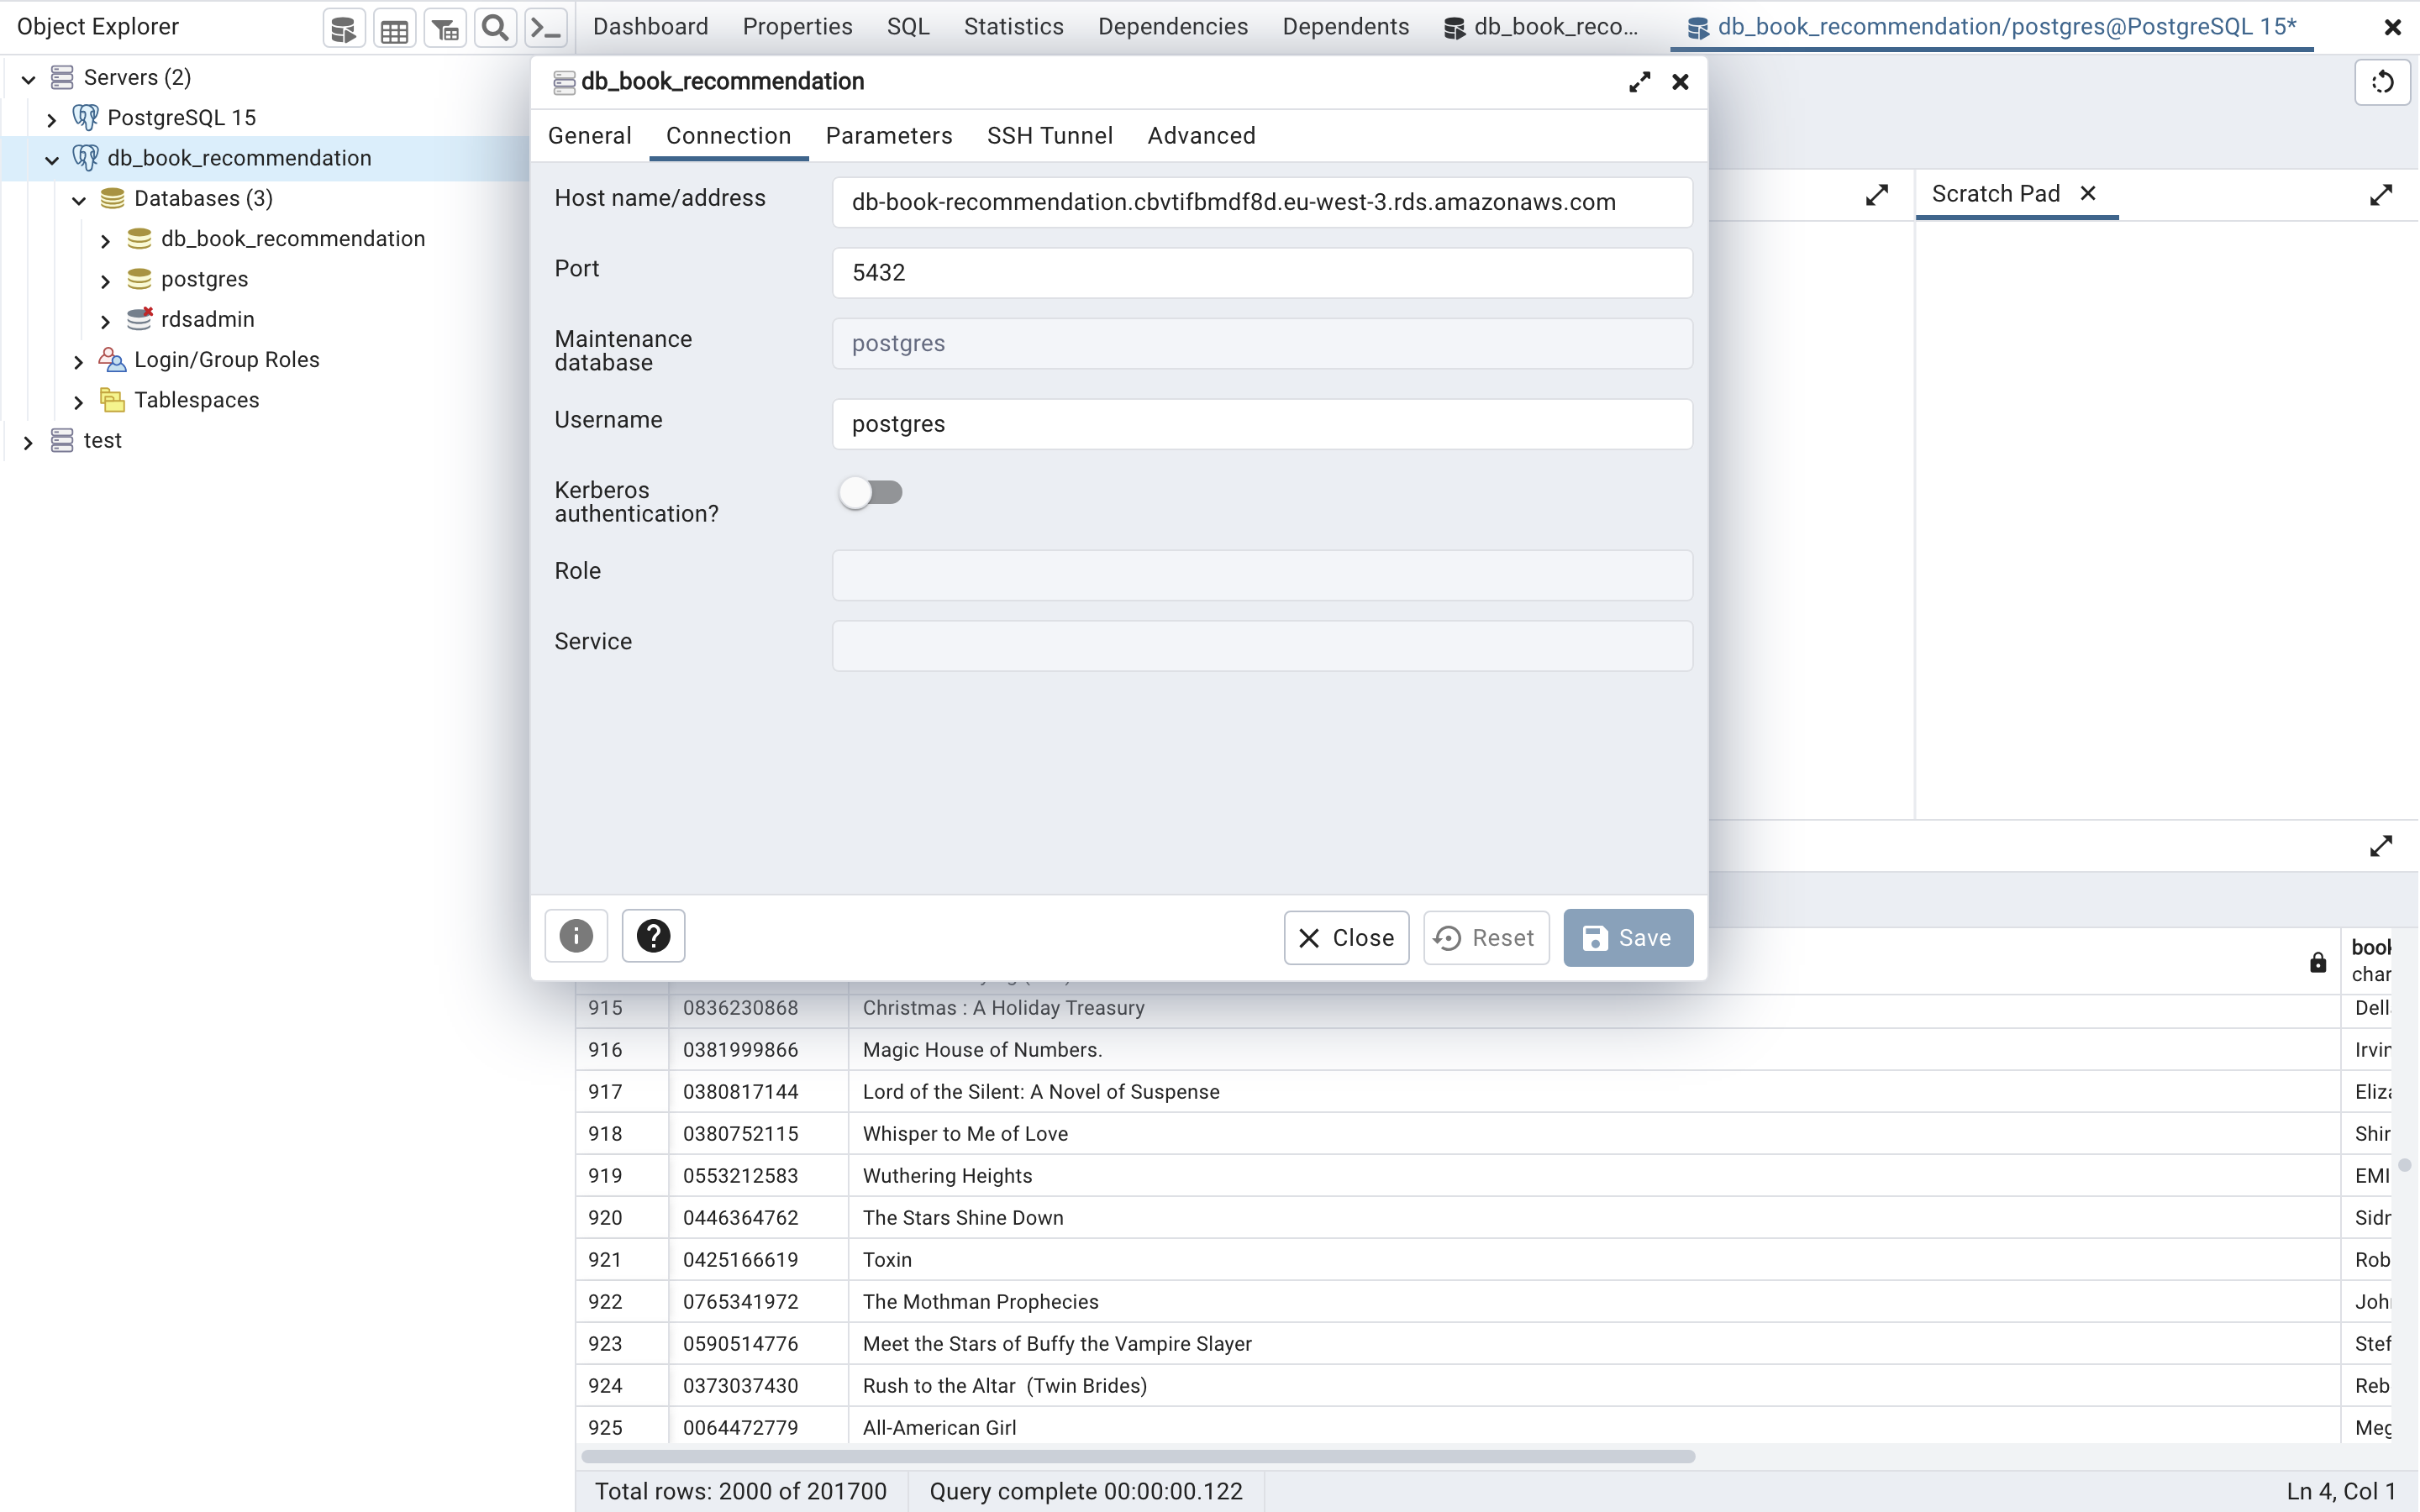 Object Explorer
Dashboard Properties SQL Statistics Dependencies Dependents db_book_reco... db_book_recommendation/postgres@PostgreSQL 15*
Servers (2)
PostgreSQL 15
db_book_recommendation
Databases (3)
db_book_recommendation
postgres
rdsadmin
Login/Group Roles
Tablespaces
test
db_book_recommendation
General Connection Parameters SSH Tunnel Advanced
Host name/address db-book-recommendation.cbvtifbmdf8d.eu-west-3.rds.amazonaws.com
Port 5432
Maintenance
database postgres
Username postgres
Kerberos
authentication?
Role
Service
Close Reset Save
Scratch Pad
book
char
915 0836230868 Christmas : A Holiday Treasury Dell
916 0381999866 Magic House of Numbers. Irvin
917 0380817144 Lord of the Silent: A Novel of Suspense Eliza
918 0380752115 Whisper to Me of Love Shir
919 0553212583 Wuthering Heights EMI
920 0446364762 The Stars Shine Down Sidn
921 0425166619 Toxin Rob
922 0765341972 The Mothman Prophecies Joh
923 0590514776 Meet the Stars of Buffy the Vampire Slayer Stef
924 0373037430 Rush to the Altar (Twin Brides) Reb
925 0064472779 All-American Girl Meg
Total rows: 2000 of 201700 Query complete 00:00:00.122 Ln 4, Col 1